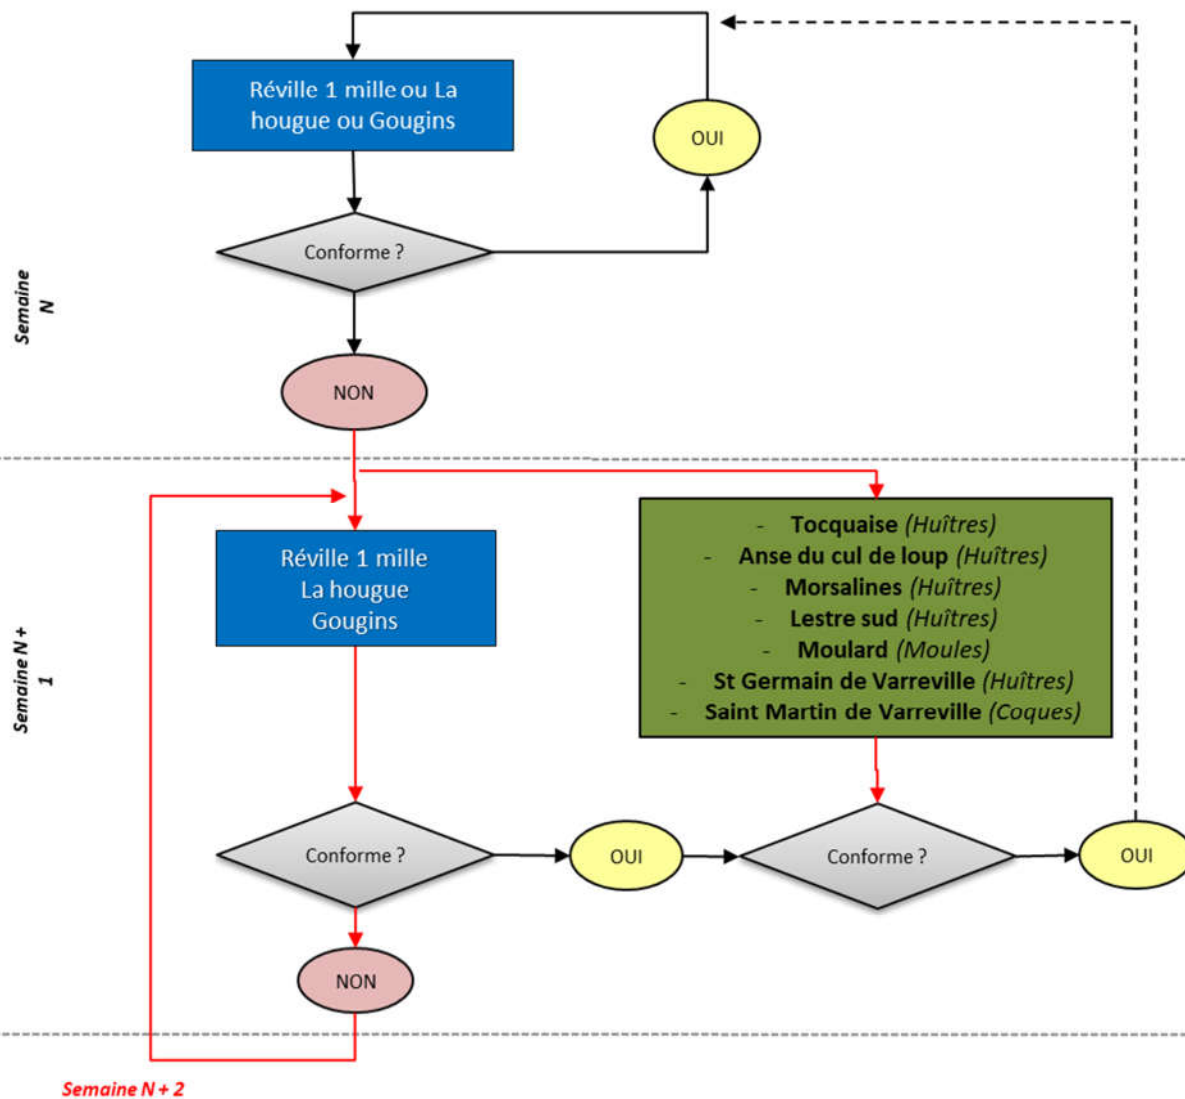 Réville 1 mille ou La
hougue ou Gougins
OUI
Conforme ?
Semaine
N
NON
Réville 1 mille
La hougue
Gougins
- Tocquaise (Huîtres)
- Anse du cul de loup (Huîtres)
- Morsalines (Huîtres)
- Lestre sud (Huîtres)
- Moulard (Moules)
- St Germain de Varreville (Huîtres)
- Saint Martin de Varreville (Coques)
Semaine N +
1
Conforme ?
OUI
Conforme ?
OUI
NON
Semaine N + 2